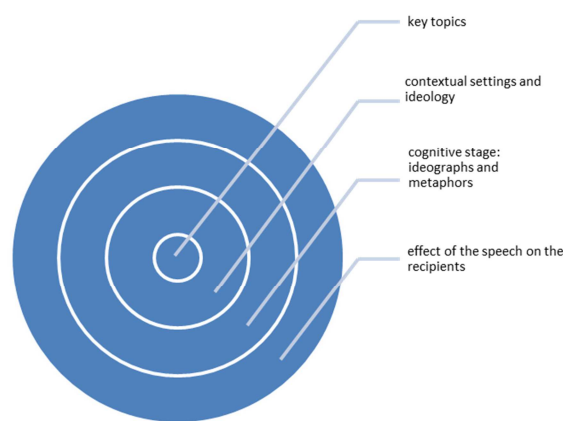 key topics
contextual settings and
ideology
cognitive stage:
ideographs and
metaphors
effect of the speech on the
recipients